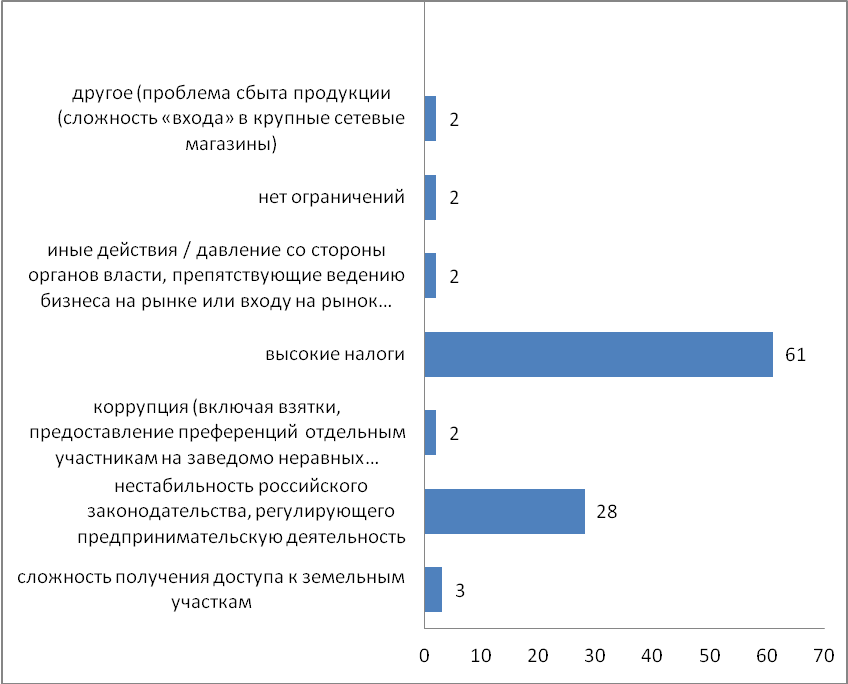 другое (проблема сбыта продукции
(сложность «входа» в крупные сетевые
магазины)
2
нет ограничений
2
иные действия / давление со стороны
органов власти, препятствующие ведению
бизнеса на рынке или входу на рынок…
2
высокие налоги
61
коррупция (включая взятки,
предоставление преференций отдельным
участникам на заведомо неравных…
2
нестабильность российского
законодательства, регулирующего
предпринимательскую деятельность
28
сложность получения доступа к земельным
участкам
3
0 10 20 30 40 50 60 70